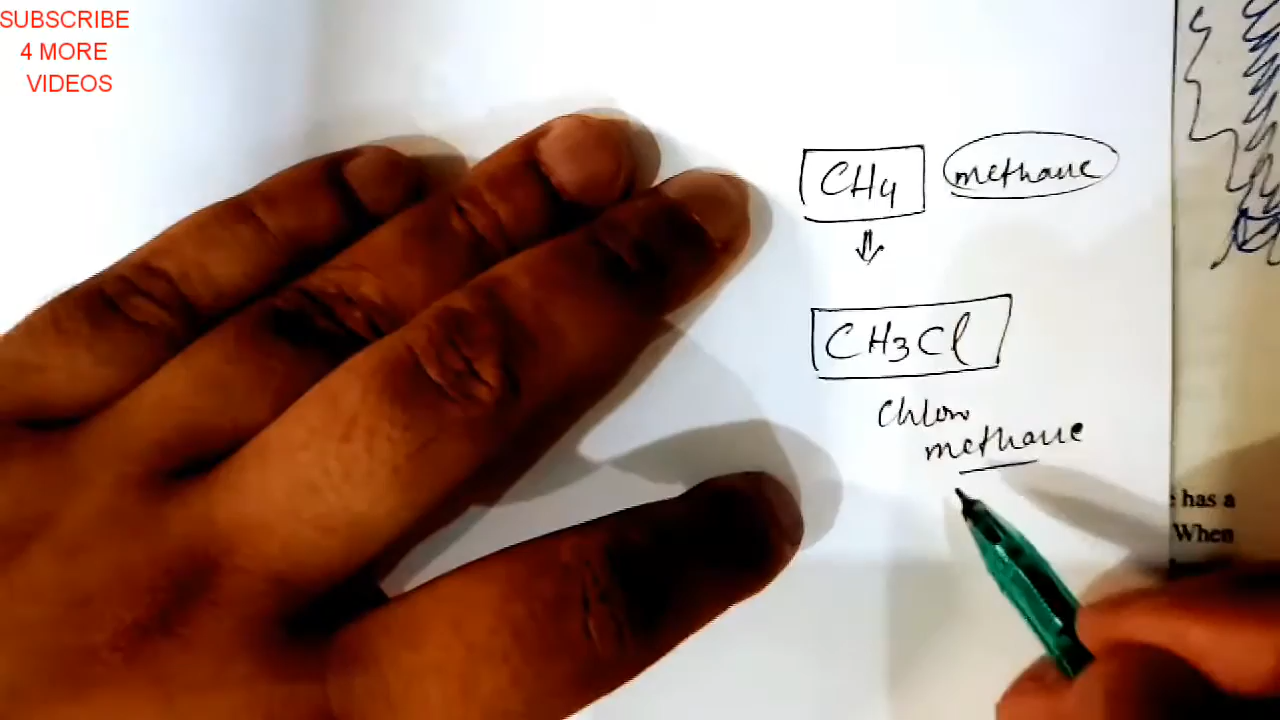 SUBSCRIBE
4 MORE
VIDEOS
CH4 methane
CH3Cl
Chloro
methane
has a
When